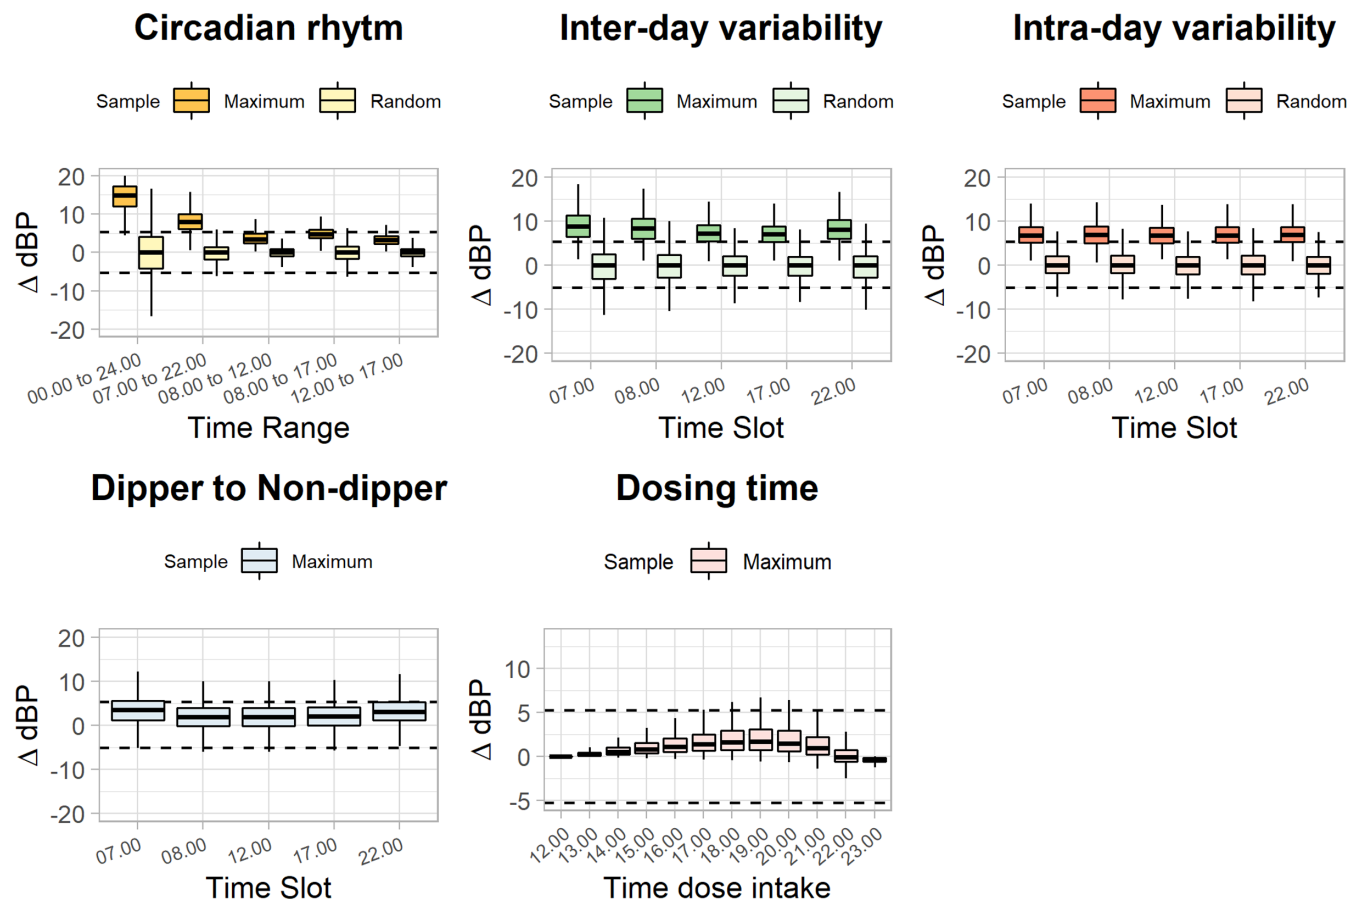 Circadian rhytm
Sample Maximum Random
20
10
0
-10
-20
Δ dBP
00.00 to 24.00
07.00 to 22.00
08.00 to 12.00
08.00 to 17.00
12.00 to 17.00
Time Range
Inter-day variability
Sample Maximum Random
20
10
0
-10
-20
Δ dBP
07.00
08.00
12.00
17.00
22.00
Time Slot
Intra-day variability
Sample Maximum Random
20
10
0
-10
-20
Δ dBP
07.00
08.00
12.00
17.00
22.00
Time Slot
Dipper to Non-dipper
Sample Maximum
20
10
0
-10
-20
Δ dBP
07.00
08.00
12.00
17.00
22.00
Time Slot
Dosing time
Sample Maximum
10
5
0
-5
Δ dBP
12.00
13.00
14.00
15.00
16.00
17.00
18.00
19.00
20.00
21.00
22.00
23.00
Time dose intake